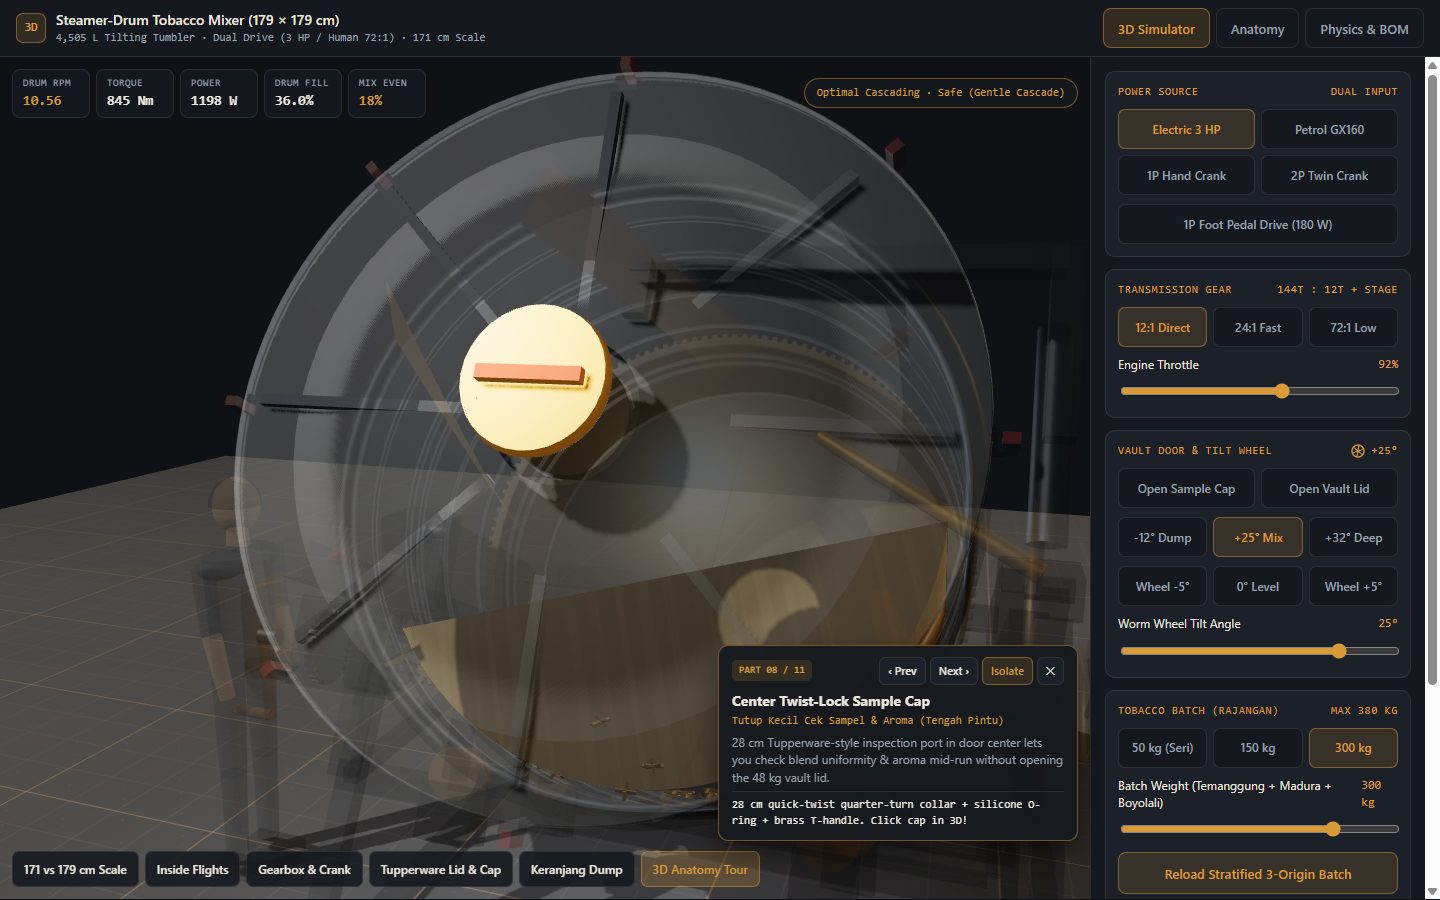 3D
Steamer-Drum Tobacco Mixer (179 × 179 cm)
4,505 L Tilting Tumbler · Dual Drive (3 HP / Human 72:1) · 171 cm Scale
3D Simulator
Anatomy
Physics & BOM
DRUM RPM
10.56
TORQUE
845 Nm
POWER
1198 W
DRUM FILL
36.0%
MIX EVEN
18%
Optimal Cascading · Safe (Gentle Cascade)
POWER SOURCE
DUAL INPUT
Electric 3 HP
Petrol GX160
1P Hand Crank
2P Twin Crank
1P Foot Pedal Drive (180 W)
TRANSMISSION GEAR
144T : 12T + STAGE
12:1 Direct
24:1 Fast
72:1 Low
Engine Throttle
92%
VAULT DOOR & TILT WHEEL
+25°
Open Sample Cap
Open Vault Lid
-12° Dump
+25° Mix
+32° Deep
Wheel -5°
0° Level
Wheel +5°
Worm Wheel Tilt Angle
25°
TOBACCO BATCH (RAJANGAN)
MAX 380 KG
50 kg (Seri)
150 kg
300 kg
Batch Weight (Temanggung + Madura +
Boyolali)
300
kg
Reload Stratified 3-Origin Batch
PART 08 / 11
‹ Prev
Next ›
Isolate
✕
Center Twist-Lock Sample Cap
Tutup Kecil Cek Sampel & Aroma (Tengah Pintu)
28 cm Tupperware-style inspection port in door center lets
you check blend uniformity & aroma mid-run without opening
the 48 kg vault lid.
28 cm quick-twist quarter-turn collar + silicone O-
ring + brass T-handle. Click cap in 3D!
171 vs 179 cm Scale
Inside Flights
Gearbox & Crank
Tupperware Lid & Cap
Keranjang Dump
3D Anatomy Tour